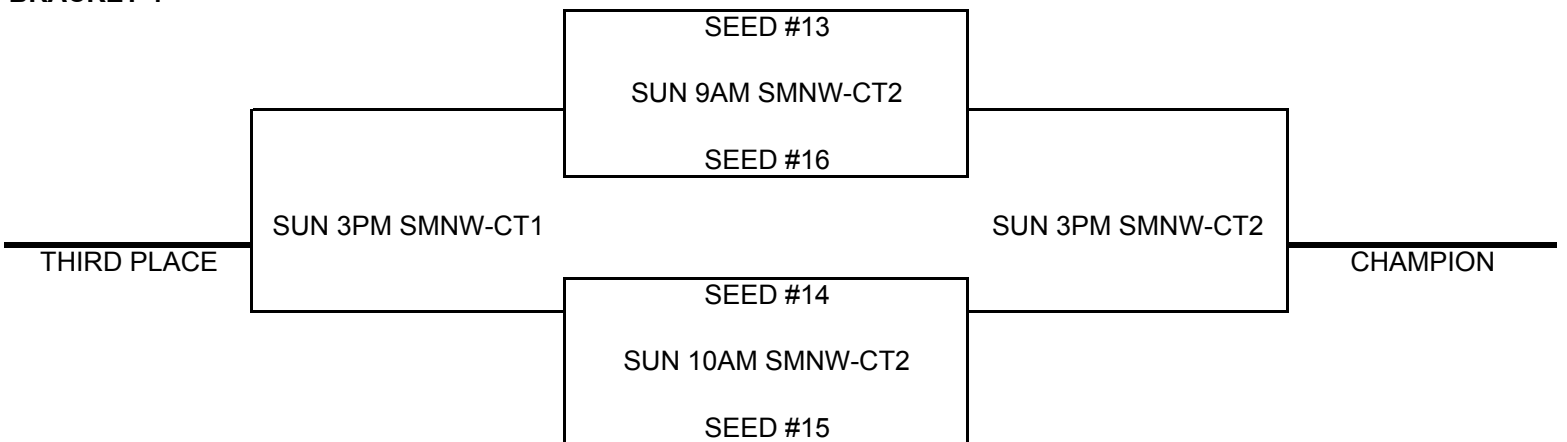 SEED #13
SUN 9AM SMNW-CT2
SEED #16
SUN 3PM SMNW-CT1
SUN 3PM SMNW-CT2
THIRD PLACE
CHAMPION
SEED #14
SUN 10AM SMNW-CT2
SEED #15